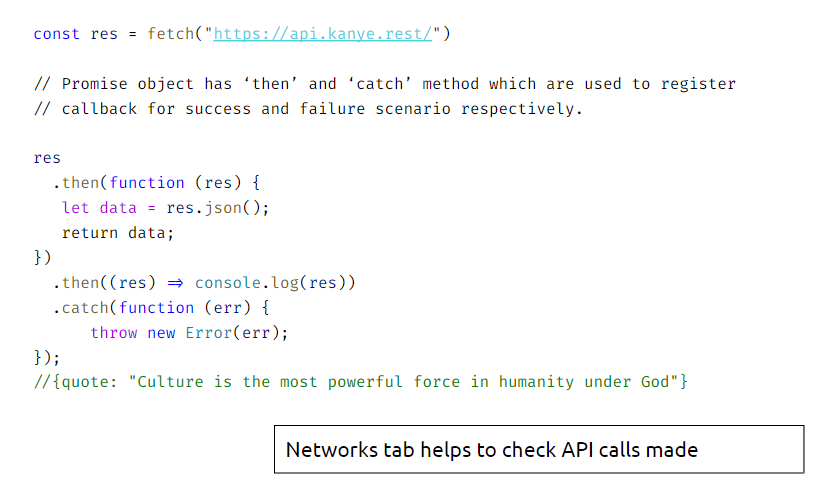 const res = fetch("https://api.kanye.rest/")
// Promise object has ‘then’ and ‘catch’ method which are used to register
// callback for success and failure scenario respectively.
res
.then(function (res) {
let data = res.json();
return data;
})
.then((res) ⇒ console.log(res))
.catch(function (err) {
throw new Error(err);
});
//{quote: "Culture is the most powerful force in humanity under God"}
Networks tab helps to check API calls made